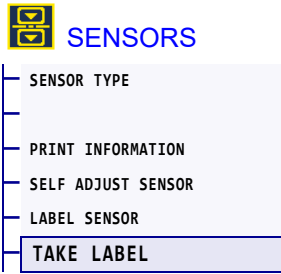 SENSORS
SENSOR TYPE
PRINT INFORMATION
SELF ADJUST SENSOR
LABEL SENSOR
TAKE LABEL